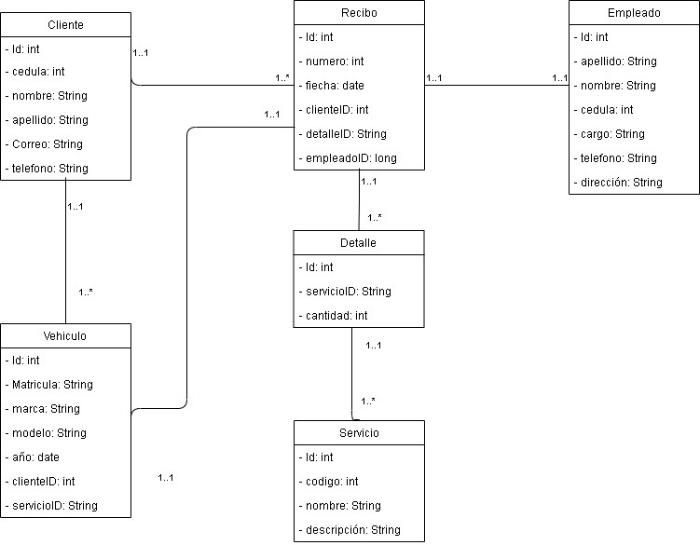 Cliente
- Id: int
- cedula: int
- nombre: String
- apellido: String
- Correo: String
- telefono: String
1..1
1..*
1..1
Recibo
- Id: int
- numero: int
- fiecha: date
- clienteID: int
- detalleID: String
- empleadoID: long
1..1
1..1
Empleado
- Id: int
- apellido: String
- nombre: String
- cedula: int
- cargo: String
- telefono: String
- dirección: String
1..1
1..*
1..1
1..*
Detalle
- Id: int
- servicioID: String
- cantidad: int
1..1
1..*
Vehiculo
- Id: int
- Matricula: String
- marca: String
- modelo: String
- año: date
- clienteID: int
- servicioID: String
1..1
Servicio
- Id: int
- codigo: int
- nombre: String
- descripción: String